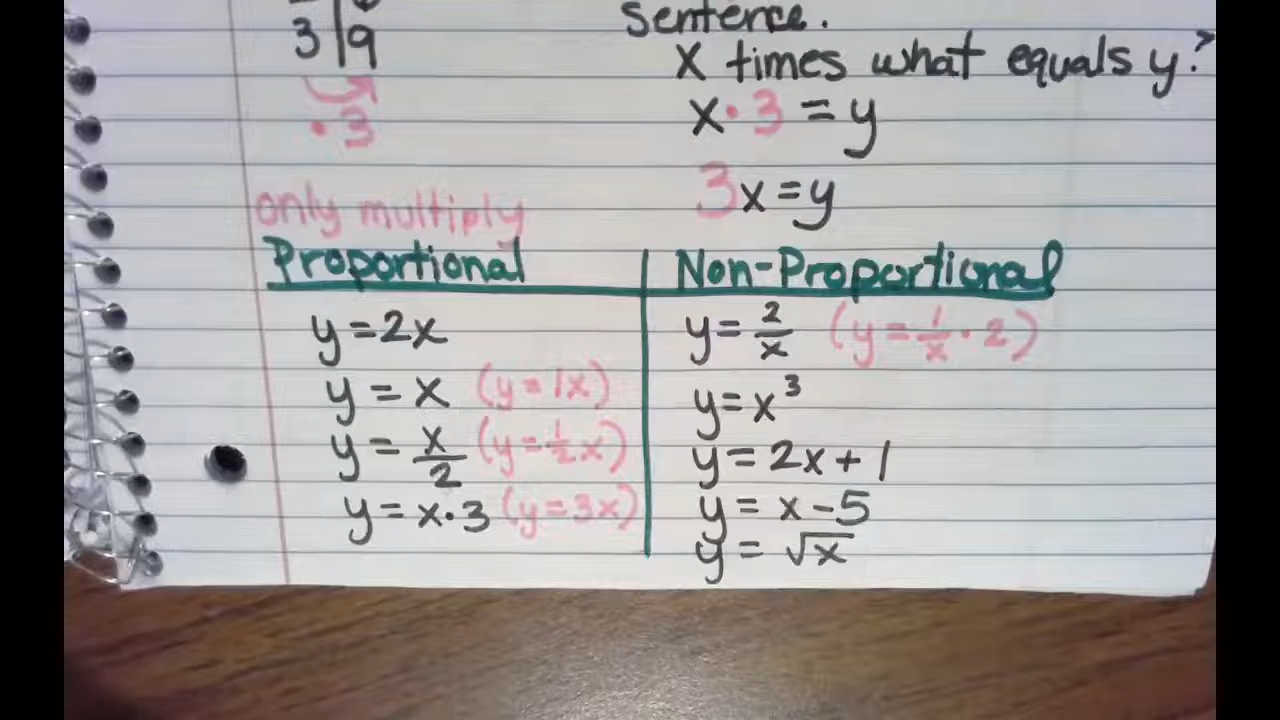 sentence.
3 | 9
x times what equals y?
· 3
x · 3 = y
3x = y
only multiply
Proportional
y = 2x
y = x (y = 1x)
y = x/2 (y = 1/2 x)
y = x · 3 (y = 3x)
Non-Proportional
y = 2/x (y = 1/x · 2)
y = x³
y = 2x + 1
y = x - 5
y = √x